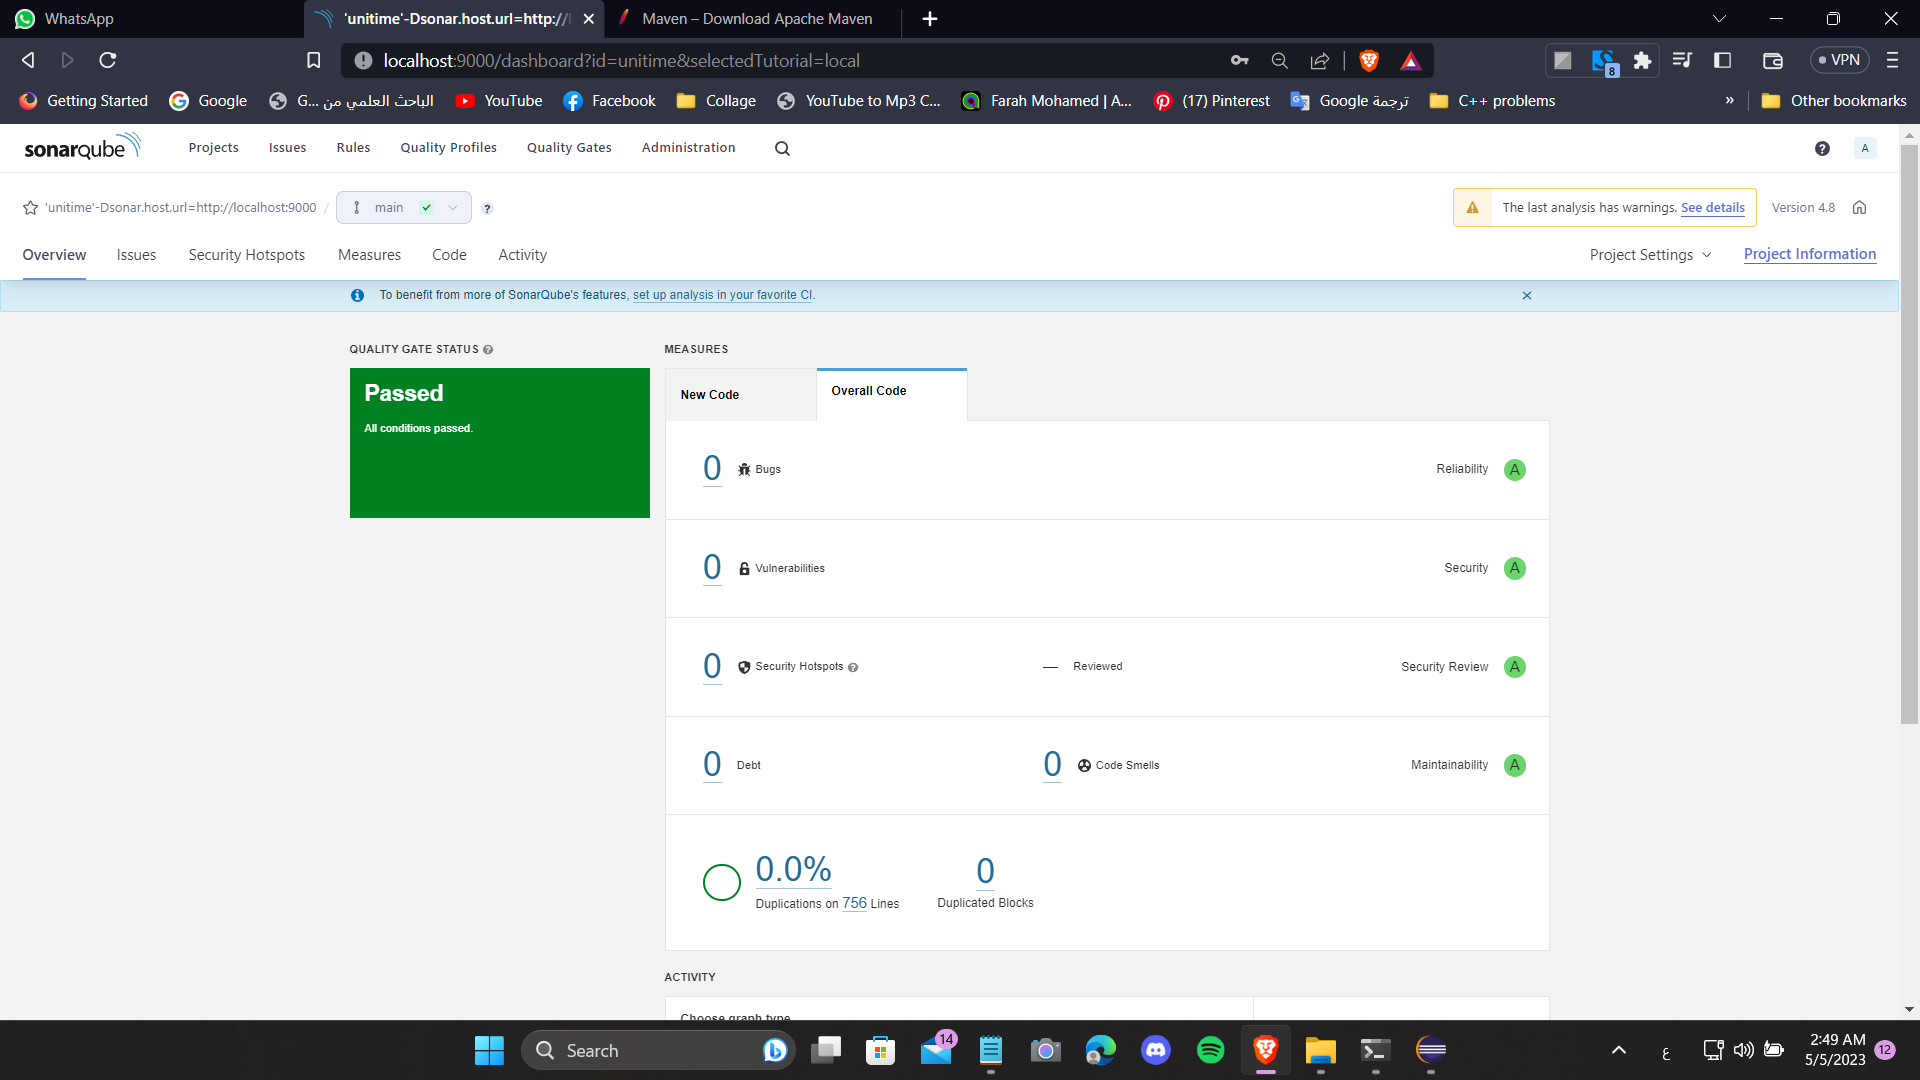 WhatsApp
'unitime'-Dsonar.host.url=http://l
Maven – Download Apache Maven
localhost:9000/dashboard?id=unitime&selectedTutorial=local
8
VPN
Getting Started
Google
الباحث العلمي من G...
YouTube
Facebook
Collage
YouTube to Mp3 C...
Farah Mohamed | A...
(17) Pinterest
ترجمة Google
C++ problems
»
Other bookmarks
sonarqube
Projects
Issues
Rules
Quality Profiles
Quality Gates
Administration
?
A
'unitime'-Dsonar.host.url=http://localhost:9000 /
main
?
The last analysis has warnings. See details
Version 4.8
Overview
Issues
Security Hotspots
Measures
Code
Activity
Project Settings
Project Information
To benefit from more of SonarQube's features, set up analysis in your favorite CI.
QUALITY GATE STATUS ?
MEASURES
Passed
All conditions passed.
New Code
Overall Code
0 Bugs
Reliability A
0 Vulnerabilities
Security A
0 Security Hotspots ?
— Reviewed
Security Review A
0 Debt
0 Code Smells
Maintainability A
0.0%
Duplications on 756 Lines
0
Duplicated Blocks
ACTIVITY
Choose graph type
Search
14
ع
2:49 AM
5/5/2023
12